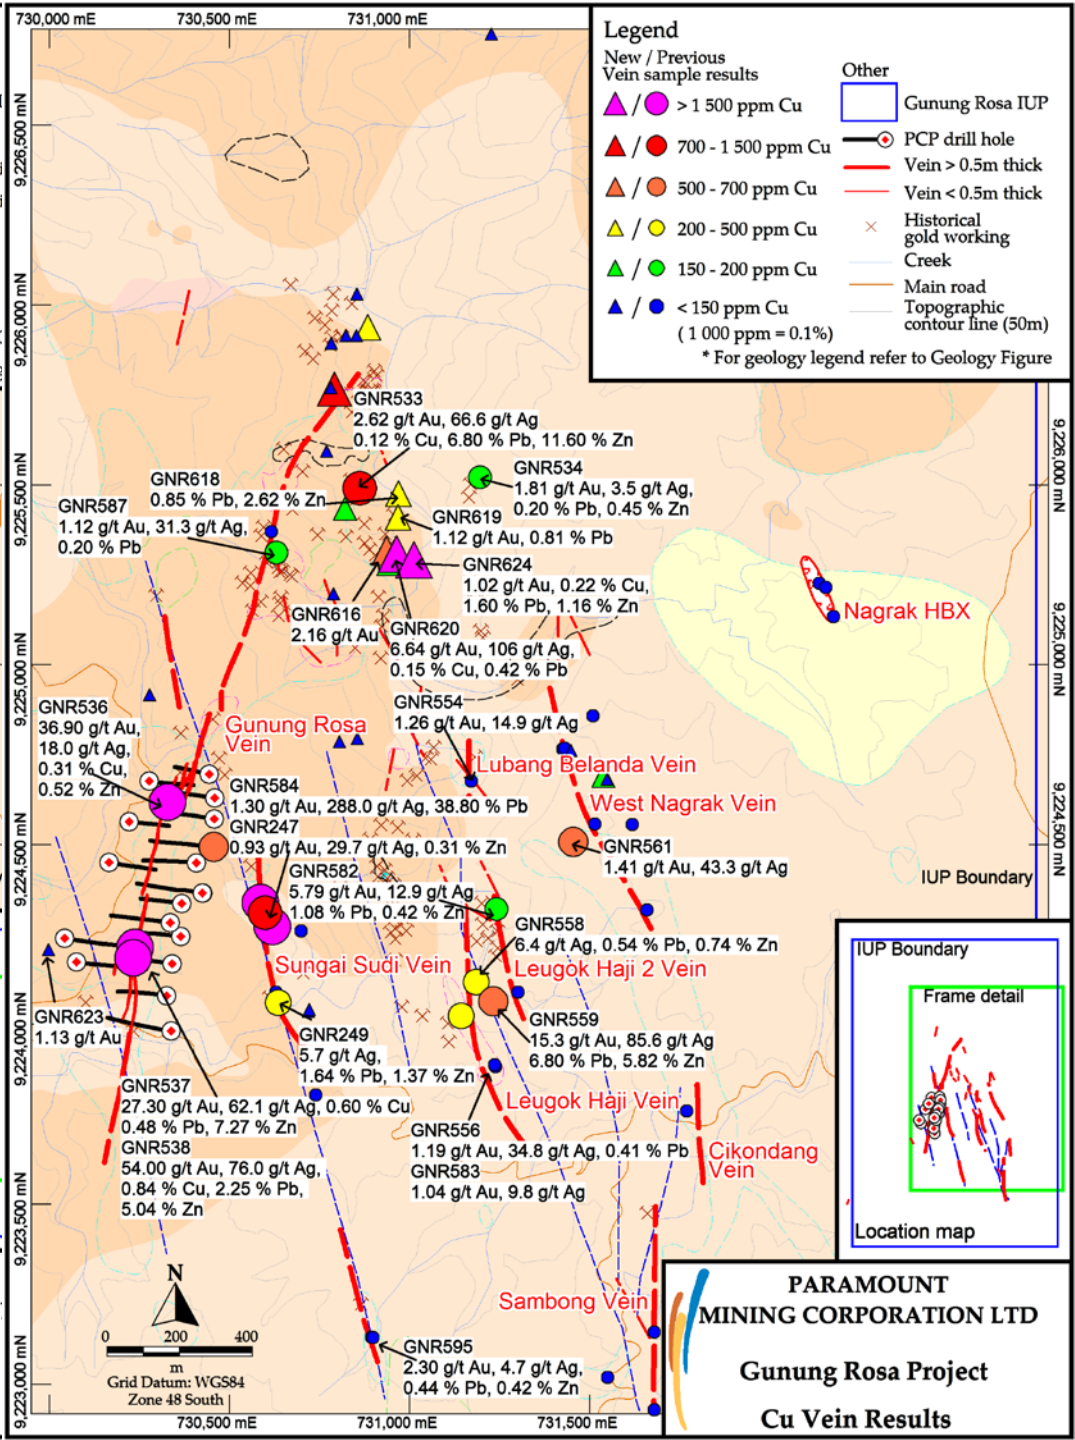 730,000 mE
730,500 mE
731,000 mE
Legend
New / Previous
Vein sample results
/ > 1 500 ppm Cu
/ 700 - 1 500 ppm Cu
/ 500 - 700 ppm Cu
/ 200 - 500 ppm Cu
/ 150 - 200 ppm Cu
/ < 150 ppm Cu
( 1 000 ppm = 0.1%)
Other
Gunung Rosa IUP
PCP drill hole
Vein > 0.5m thick
Vein < 0.5m thick
Historical
gold working
Creek
Main road
Topographic
contour line (50m)
* For geology legend refer to Geology Figure
9,226,500 mN
9,226,000 mN
9,225,500 mN
9,225,000 mN
9,224,500 mN
9,224,000 mN
9,223,500 mN
9,223,000 mN
9,226,000 mN
9,225,500 mN
9,225,000 mN
9,224,500 mN
GNR533
2.62 g/t Au, 66.6 g/t Ag
0.12 % Cu, 6.80 % Pb, 11.60 % Zn
GNR618
0.85 % Pb, 2.62 % Zn
GNR534
1.81 g/t Au, 3.5 g/t Ag,
0.20 % Pb, 0.45 % Zn
GNR587
1.12 g/t Au, 31.3 g/t Ag,
0.20 % Pb
GNR619
1.12 g/t Au, 0.81 % Pb
GNR624
1.02 g/t Au, 0.22 % Cu,
1.60 % Pb, 1.16 % Zn
GNR616
2.16 g/t Au
GNR620
6.64 g/t Au, 106 g/t Ag,
0.15 % Cu, 0.42 % Pb
Nagrak HBX
GNR554
1.26 g/t Au, 14.9 g/t Ag
GNR536
36.90 g/t Au,
18.0 g/t Ag,
0.31 % Cu,
0.52 % Zn
Gunung Rosa
Vein
Lubang Belanda Vein
GNR584
1.30 g/t Au, 288.0 g/t Ag, 38.80 % Pb
West Nagrak Vein
GNR247
0.93 g/t Au, 29.7 g/t Ag, 0.31 % Zn
GNR561
1.41 g/t Au, 43.3 g/t Ag
GNR582
5.79 g/t Au, 12.9 g/t Ag
1.08 % Pb, 0.42 % Zn
IUP Boundary
GNR558
6.4 g/t Ag, 0.54 % Pb, 0.74 % Zn
Sungai Sudi Vein
Leugok Haji 2 Vein
GNR623
1.13 g/t Au
GNR249
5.7 g/t Ag,
1.64 % Pb, 1.37 % Zn
GNR559
15.3 g/t Au, 85.6 g/t Ag
6.80 % Pb, 5.82 % Zn
GNR537
27.30 g/t Au, 62.1 g/t Ag, 0.60 % Cu
0.48 % Pb, 7.27 % Zn
GNR538
54.00 g/t Au, 76.0 g/t Ag,
0.84 % Cu, 2.25 % Pb,
5.04 % Zn
Leugok Haji Vein
GNR556
1.19 g/t Au, 34.8 g/t Ag, 0.41 % Pb
GNR583
1.04 g/t Au, 9.8 g/t Ag
Cikondang
Vein
Sambong Vein
GNR595
2.30 g/t Au, 4.7 g/t Ag,
0.44 % Pb, 0.42 % Zn
IUP Boundary
Frame detail
Location map
N
0 200 400
m
Grid Datum: WGS84
Zone 48 South
PARAMOUNT
MINING CORPORATION LTD
Gunung Rosa Project
Cu Vein Results
730,500 mE
731,000 mE
731,500 mE